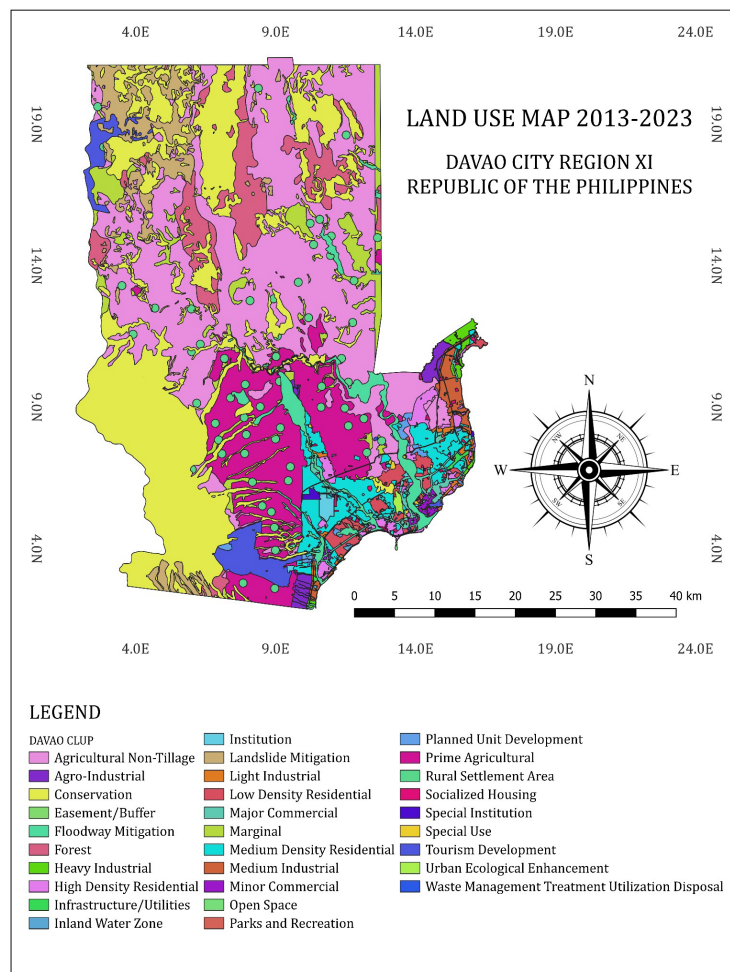 4.0E 9.0E 14.0E 19.0E 24.0E
19.0N 19.0N
LAND USE MAP 2013-2023
DAVAO CITY REGION XI
REPUBLIC OF THE PHILIPPINES
14.0N 14.0N
9.0N 9.0N
N
NW NE
W E
SW SE
S
4.0N 4.0N
0 5 10 15 20 25 30 35 40 km
4.0E 9.0E 14.0E 19.0E 24.0E
LEGEND
DAVAO CLUP
Agricultural Non-Tillage
Agro-Industrial
Conservation
Easement/Buffer
Floodway Mitigation
Forest
Heavy Industrial
High Density Residential
Infrastructure/Utilities
Inland Water Zone
Institution
Landslide Mitigation
Light Industrial
Low Density Residential
Major Commercial
Marginal
Medium Density Residential
Medium Industrial
Minor Commercial
Open Space
Parks and Recreation
Planned Unit Development
Prime Agricultural
Rural Settlement Area
Socialized Housing
Special Institution
Special Use
Tourism Development
Urban Ecological Enhancement
Waste Management Treatment Utilization Disposal